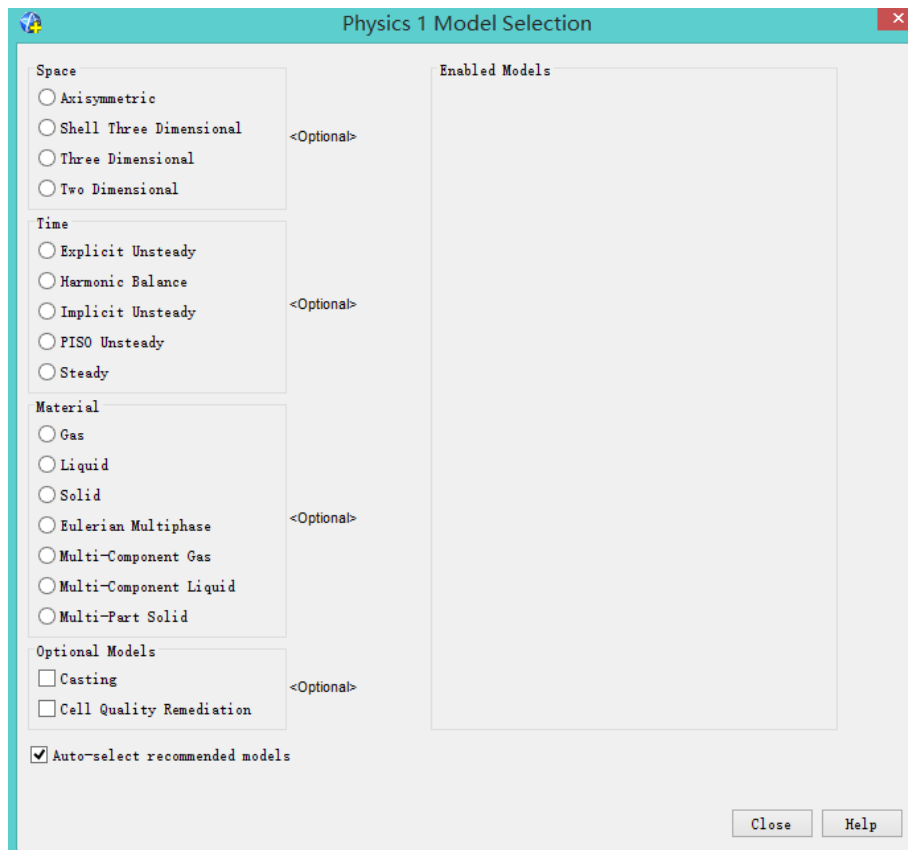 Physics 1 Model Selection
Space
Axisymmetric
Shell Three Dimensional
Three Dimensional
Two Dimensional
<Optional>
Time
Explicit Unsteady
Harmonic Balance
Implicit Unsteady
PISO Unsteady
Steady
<Optional>
Material
Gas
Liquid
Solid
Eulerian Multiphase
Multi-Component Gas
Multi-Component Liquid
Multi-Part Solid
<Optional>
Optional Models
Casting
Cell Quality Remediation
<Optional>
Auto-select recommended models
Enabled Models
Close
Help